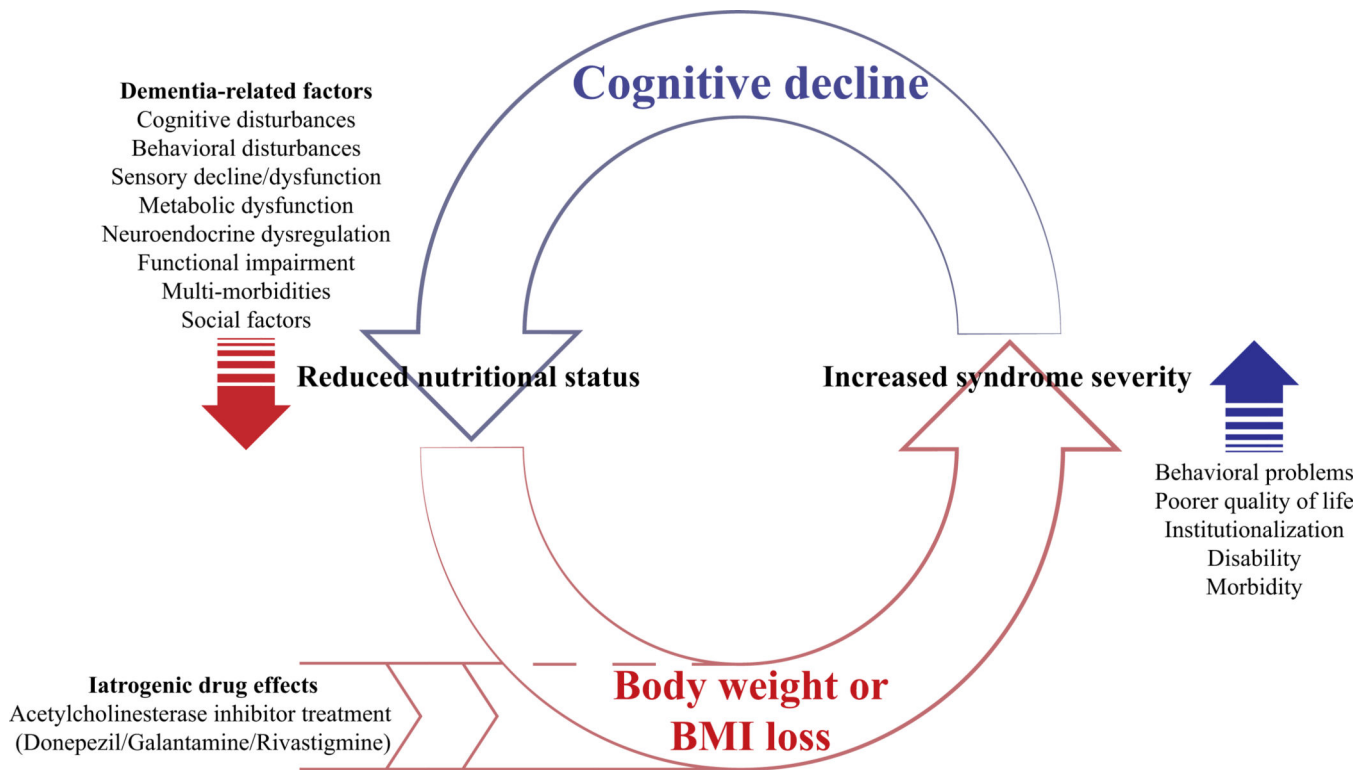 Cognitive decline
Dementia-related factors
Cognitive disturbances
Behavioral disturbances
Sensory decline/dysfunction
Metabolic dysfunction
Neuroendocrine dysregulation
Functional impairment
Multi-morbidities
Social factors
Reduced nutritional status
Increased syndrome severity
Behavioral problems
Poorer quality of life
Institutionalization
Disability
Morbidity
Iatrogenic drug effects
Acetylcholinesterase inhibitor treatment
(Donepezil/Galantamine/Rivastigmine)
Body weight or
BMI loss